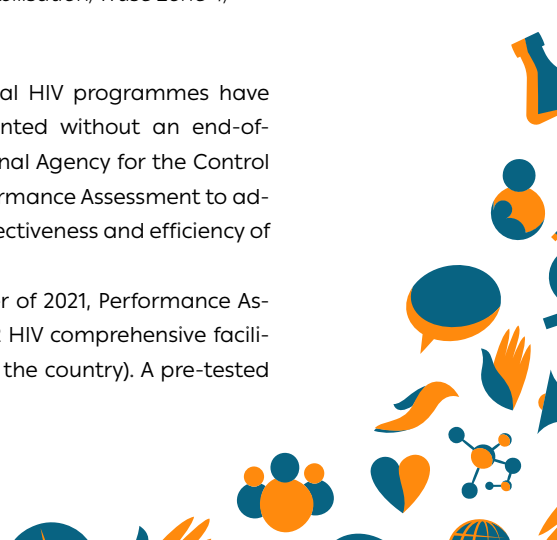 al HIV programmes have
nted without an end-of-
nal Agency for the Control
rmance Assessment to ad-
ectiveness and efficiency of
r of 2021, Performance As-
HIV comprehensive facili-
the country). A pre-tested